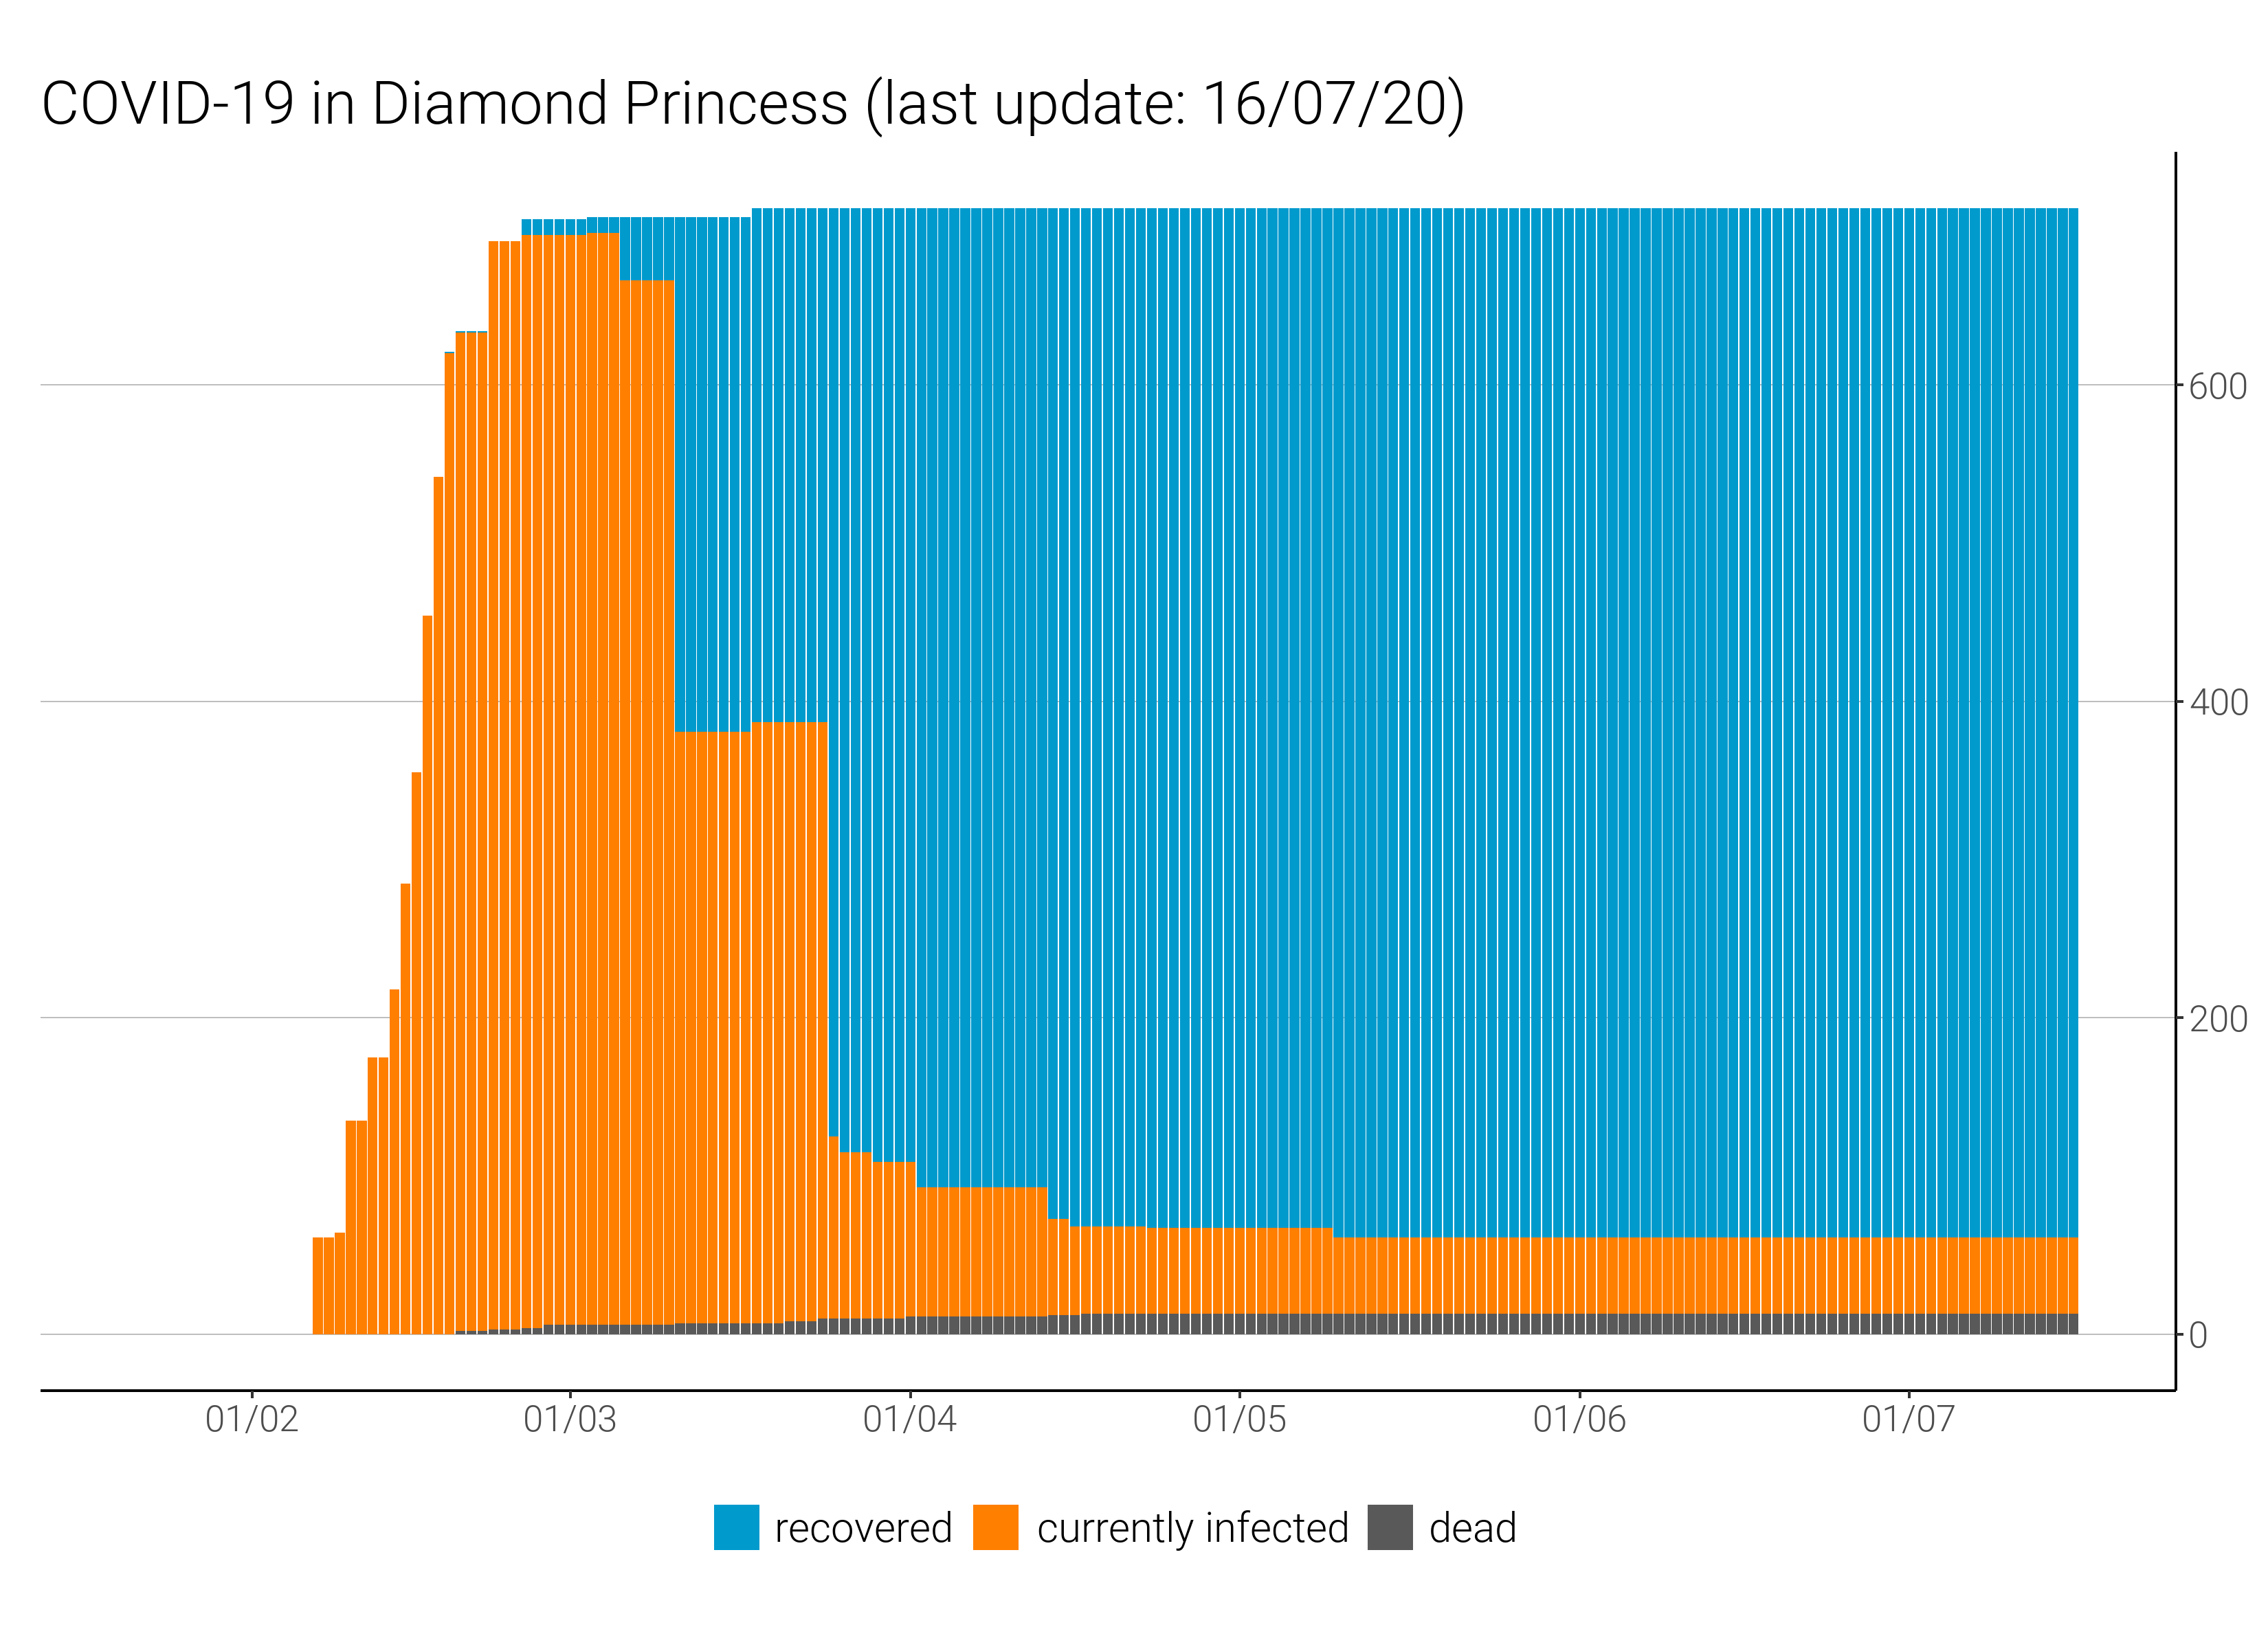 COVID-19 in Diamond Princess (last update: 16/07/20)
600
400
200
0
01/02 01/03 01/04 01/05 01/06 01/07
recovered currently infected dead